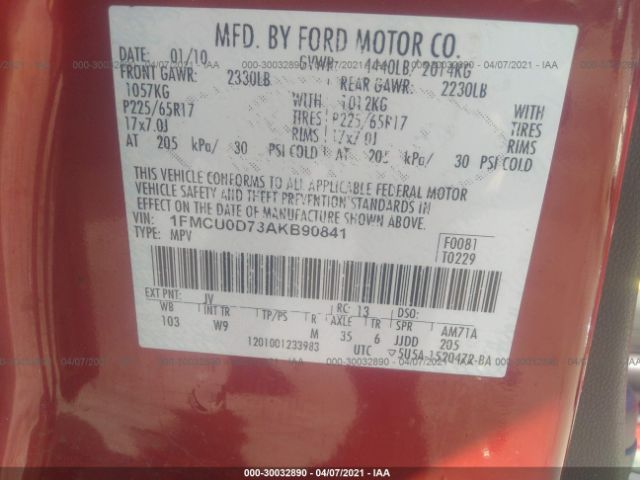 MFD. BY FORD MOTOR CO.
DATE: 01/10 GVWR: 4440LB/ 2014KG
FRONT GAWR: 2330LB REAR GAWR: 2230LB
1057KG WITH 1012KG WITH
P225/65R17 TIRES P225/65R17 TIRES
17x7.0J RIMS 17x7.0J RIMS
AT 205 kPa/ 30 PSI COLD AT 205 kPa/ 30 PSI COLD
THIS VEHICLE CONFORMS TO ALL APPLICABLE FEDERAL MOTOR
VEHICLE SAFETY AND THEFT PREVENTION STANDARDS IN
EFFECT ON THE DATE OF MANUFACTURE SHOWN ABOVE.
VIN: 1FMCU0D73AKB90841
TYPE: MPV
F0081
T0229
EXT PNT: JV RC: 13 DSO:
WB INT TR TP/PS R AXLE TR SPR AM7TA
103 W9 M 35 6 JJDD 205
1201001233983 UTC 5U5A-1520472-BA
000-30032890 - 04/07/2021 - IAA